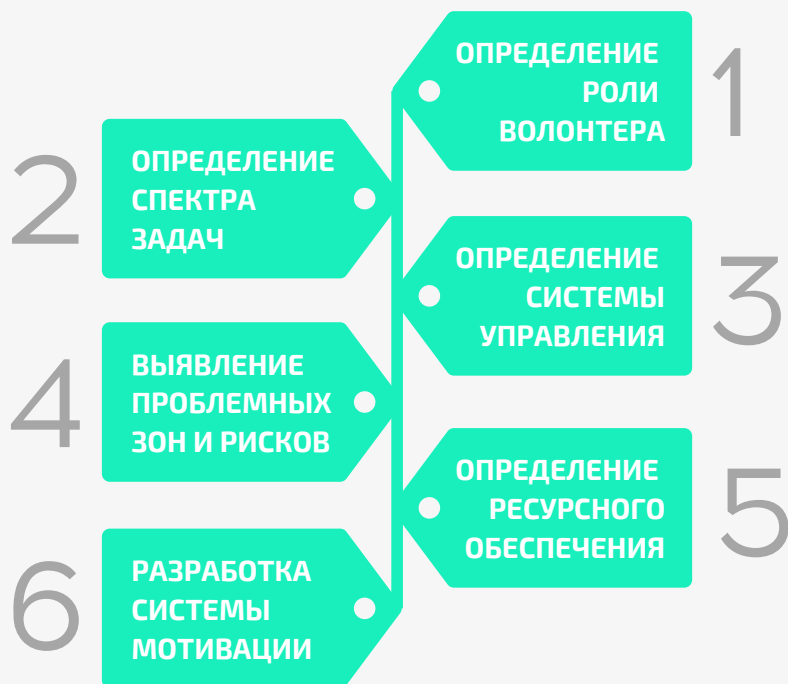 1
ОПРЕДЕЛЕНИЕ
РОЛИ
ВОЛОНТЕРА
2
ОПРЕДЕЛЕНИЕ
СПЕКТРА
ЗАДАЧ
3
ОПРЕДЕЛЕНИЕ
СИСТЕМЫ
УПРАВЛЕНИЯ
4
ВЫЯВЛЕНИЕ
ПРОБЛЕМНЫХ
ЗОН И РИСКОВ
5
ОПРЕДЕЛЕНИЕ
РЕСУРСНОГО
ОБЕСПЕЧЕНИЯ
6
РАЗРАБОТКА
СИСТЕМЫ
МОТИВАЦИИ